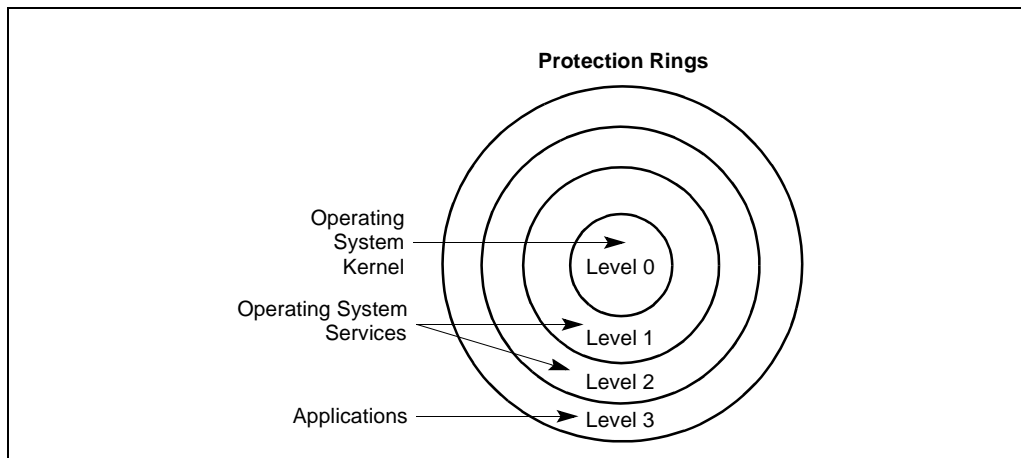 Protection Rings
Operating
System
Kernel
Level 0
Operating System
Services
Level 1
Level 2
Applications
Level 3